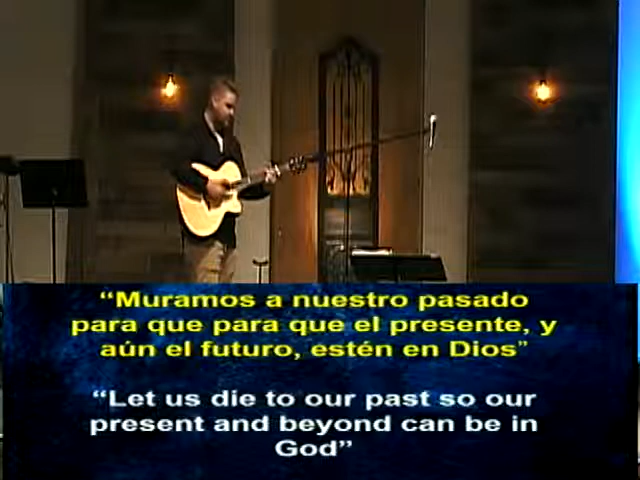 “Muramos a nuestro pasado
para que para que el presente, y
aún el futuro, estén en Dios”
“Let us die to our past so our
present and beyond can be in
God”